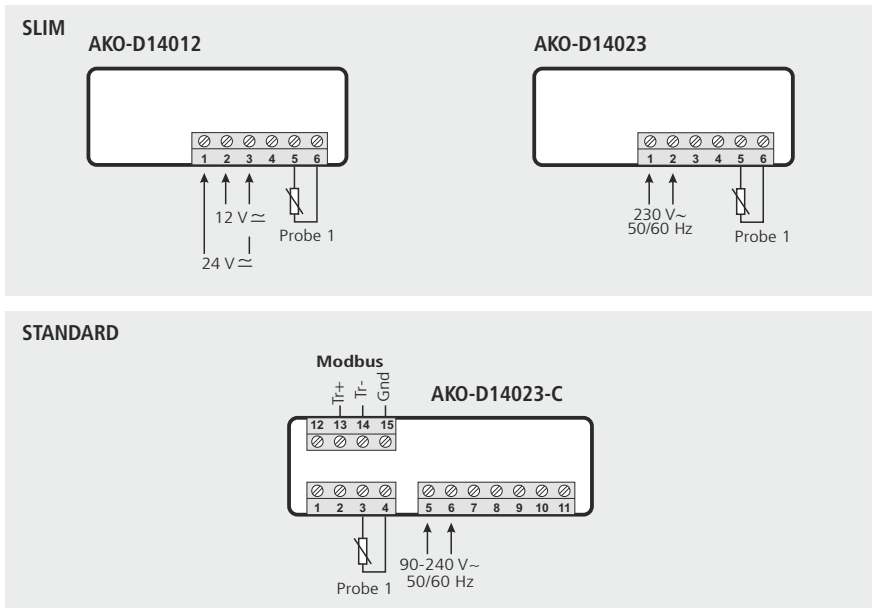 SLIM
AKO-D14012
1 2 3 4 5 6
12 V ≂
Probe 1
24 V ≂
AKO-D14023
1 2 3 4 5 6
230 V~
50/60 Hz
Probe 1
STANDARD
Modbus
Tr+ Tr- Gnd
AKO-D14023-C
12 13 14 15
1 2 3 4 5 6 7 8 9 10 11
90-240 V~
50/60 Hz
Probe 1